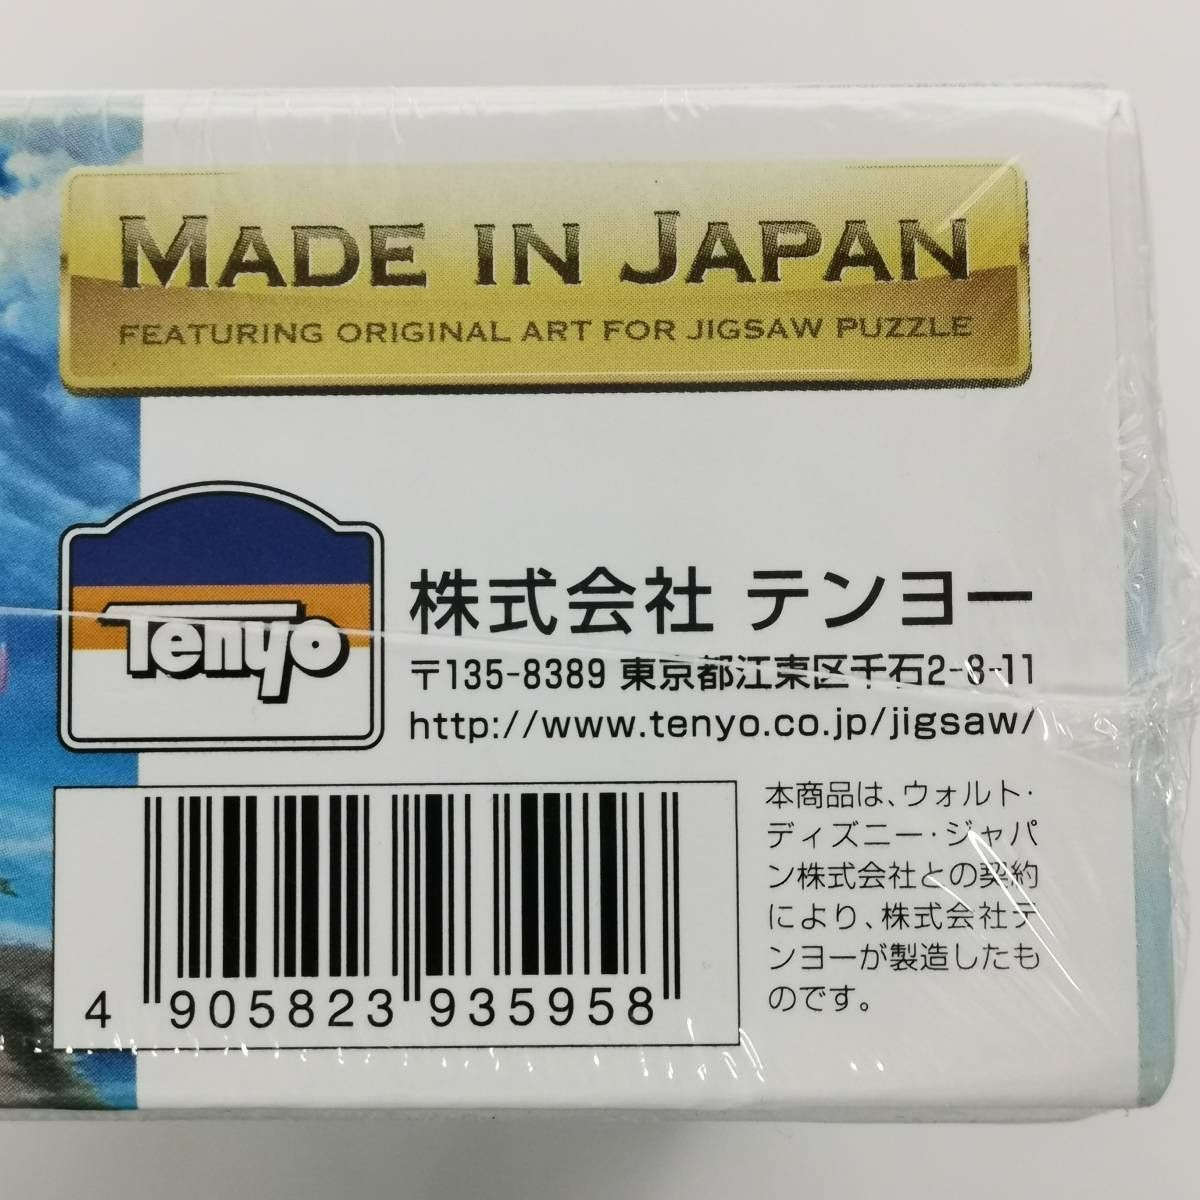 MADE IN JAPAN
FEATURING ORIGINAL ART FOR JIGSAW PUZZLE
Tenyo
株式会社 テンヨー
〒135-8389 東京都江東区千石2-8-11
http://www.tenyo.co.jp/jigsaw/
本商品は、ウォルト・
ディズニー・ジャパ
ン株式会社との契約
により、株式会社テ
ンヨーが製造したも
のです。
4 905823 935958